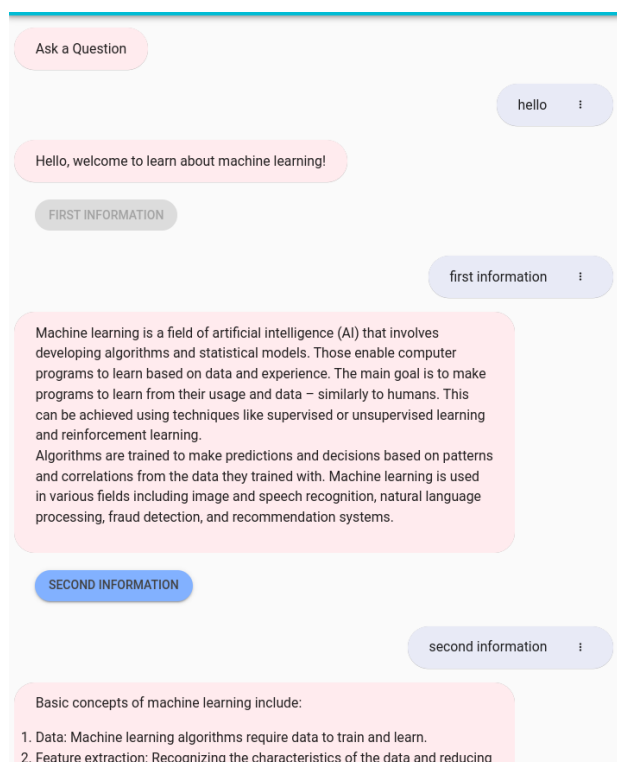 Ask a Question
hello
Hello, welcome to learn about machine learning!
FIRST INFORMATION
first information
Machine learning is a field of artificial intelligence (AI) that involves
developing algorithms and statistical models. Those enable computer
programs to learn based on data and experience. The main goal is to make
programs to learn from their usage and data – similarly to humans. This
can be achieved using techniques like supervised or unsupervised learning
and reinforcement learning.
Algorithms are trained to make predictions and decisions based on patterns
and correlations from the data they trained with. Machine learning is used
in various fields including image and speech recognition, natural language
processing, fraud detection, and recommendation systems.
SECOND INFORMATION
second information
Basic concepts of machine learning include:
1. Data: Machine learning algorithms require data to train and learn.
2. Feature extraction: Recognizing the characteristics of the data and reducing